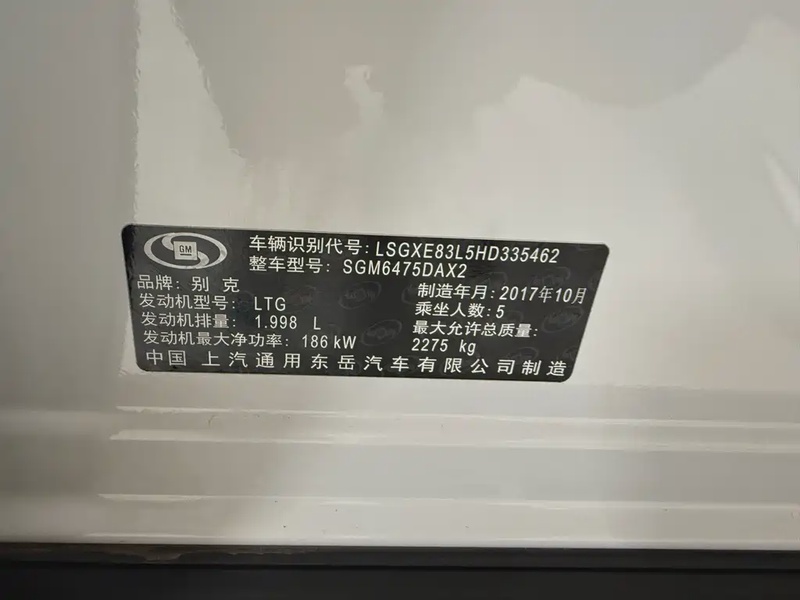 GM
车辆识别代号: LSGXE83L5HD335462
整车型号: SGM6475DAX2
品牌: 别克
制造年月: 2017年10月
发动机型号: LTG
乘坐人数: 5
发动机排量: 1.998 L
最大允许总质量:
发动机最大净功率: 186 kW
2275 kg
中国 上汽通用东岳汽车有限公司制造